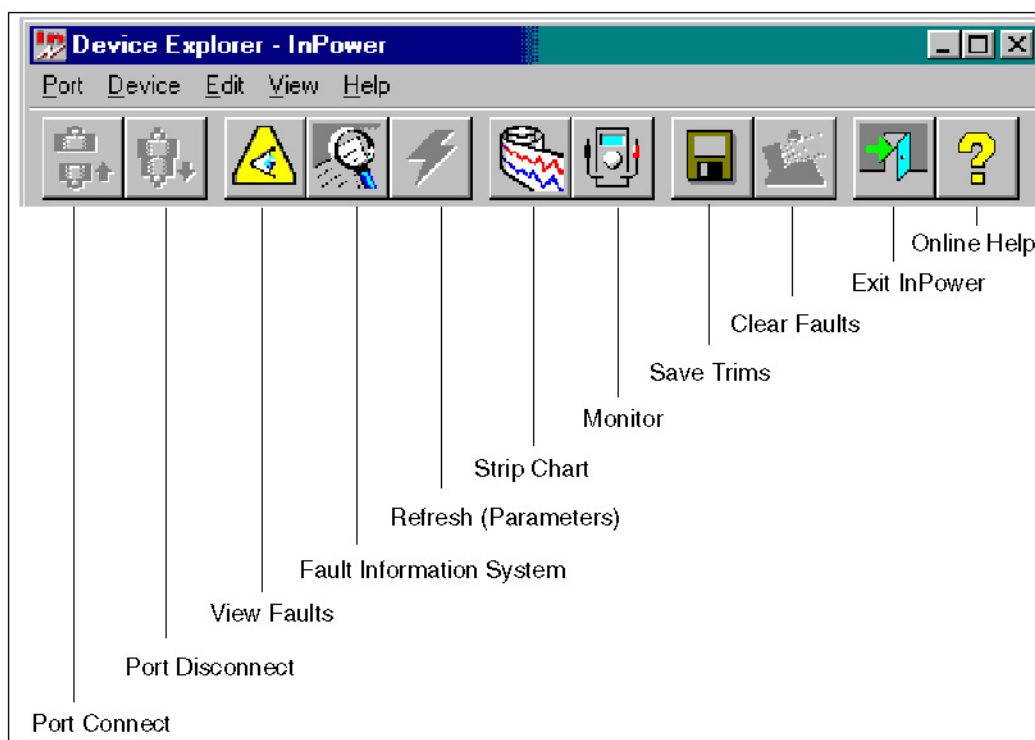 Device Explorer - InPower
Port Device Edit View Help
Online Help
Exit InPower
Clear Faults
Save Trims
Monitor
Strip Chart
Refresh (Parameters)
Fault Information System
View Faults
Port Disconnect
Port Connect